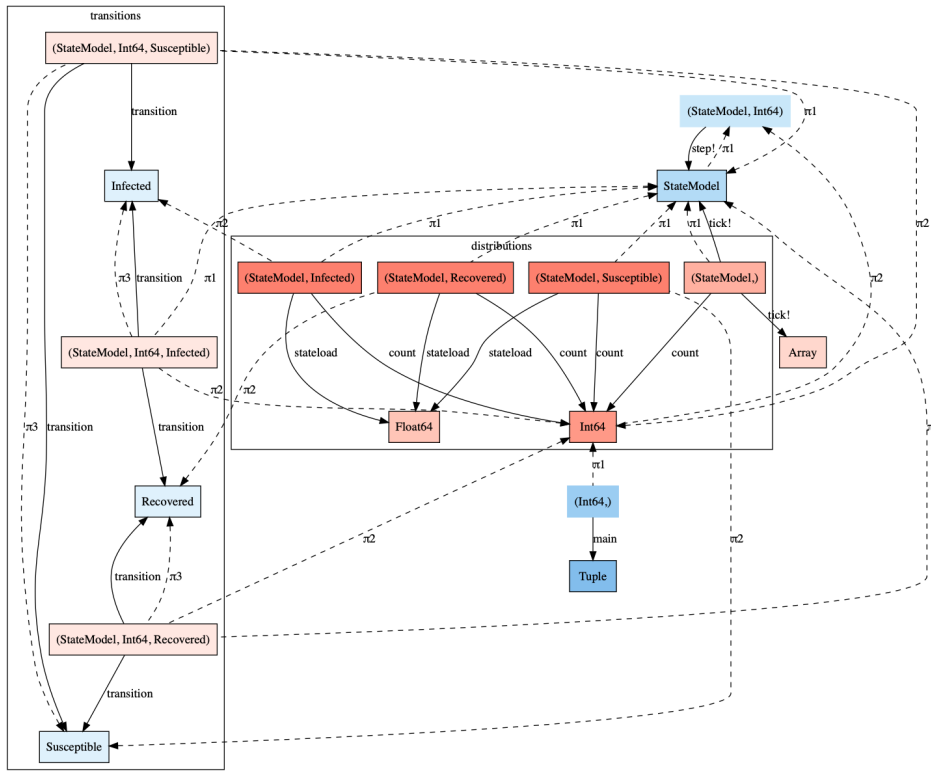 transitions
(StateModel, Int64, Susceptible)
(StateModel, Int64)
transition
π1
step!
π1
Infected
StateModel
π2
π1
π1
π1
π1
tick!
π2
distributions
π3
transition
π1
(StateModel, Infected)
(StateModel, Recovered)
(StateModel, Susceptible)
(StateModel,)
π2
tick!
(StateModel, Int64, Infected)
stateload
count
stateload
stateload
count
count
count
Array
π2
π2
π3
transition
transition
Float64
Int64
π1
Recovered
(Int64,)
π2
main
π2
transition
π3
Tuple
(StateModel, Int64, Recovered)
transition
Susceptible